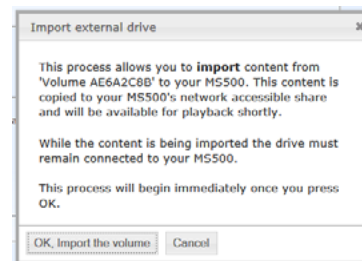 Import external drive
This process allows you to import content from
'Volume AE6A2C8B' to your MS500. This content is
copied to your MS500's network accessible share
and will be available for playback shortly.
While the content is being imported the drive must
remain connected to your MS500.
This process will begin immediately once you press
OK.
OK, Import the volume
Cancel